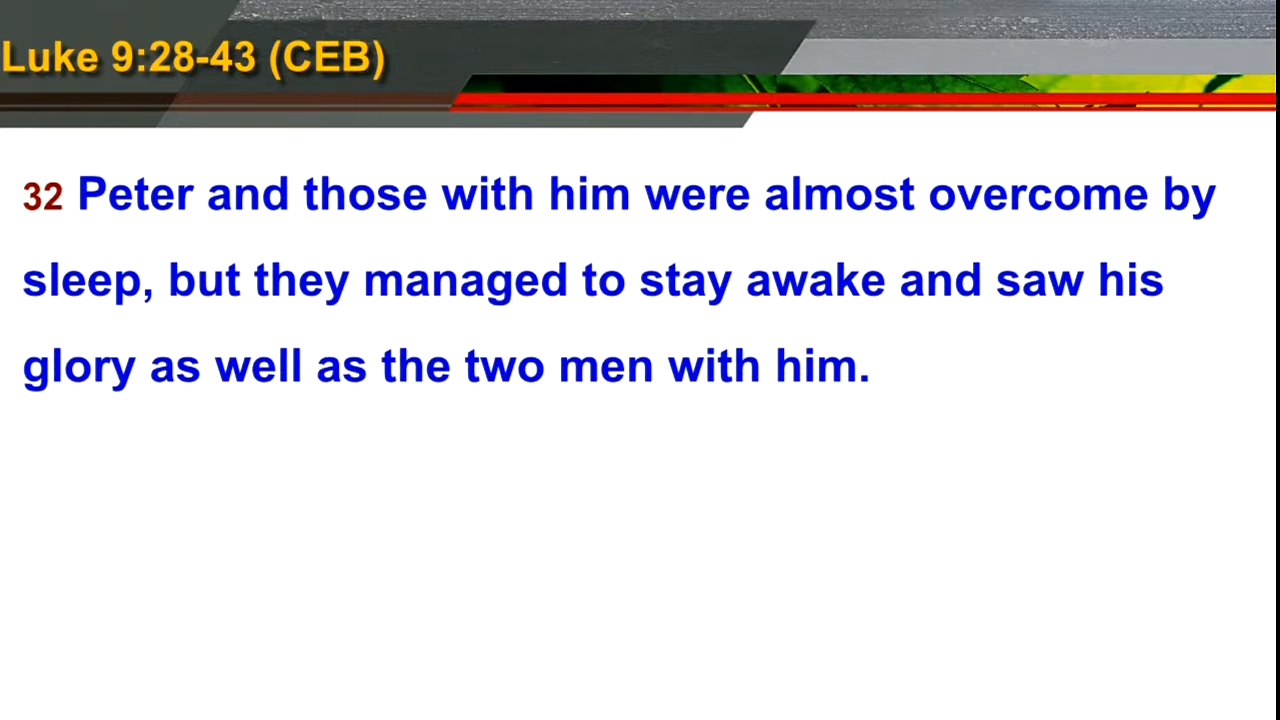 Luke 9:28-43 (CEB)
32 Peter and those with him were almost overcome by
sleep, but they managed to stay awake and saw his
glory as well as the two men with him.